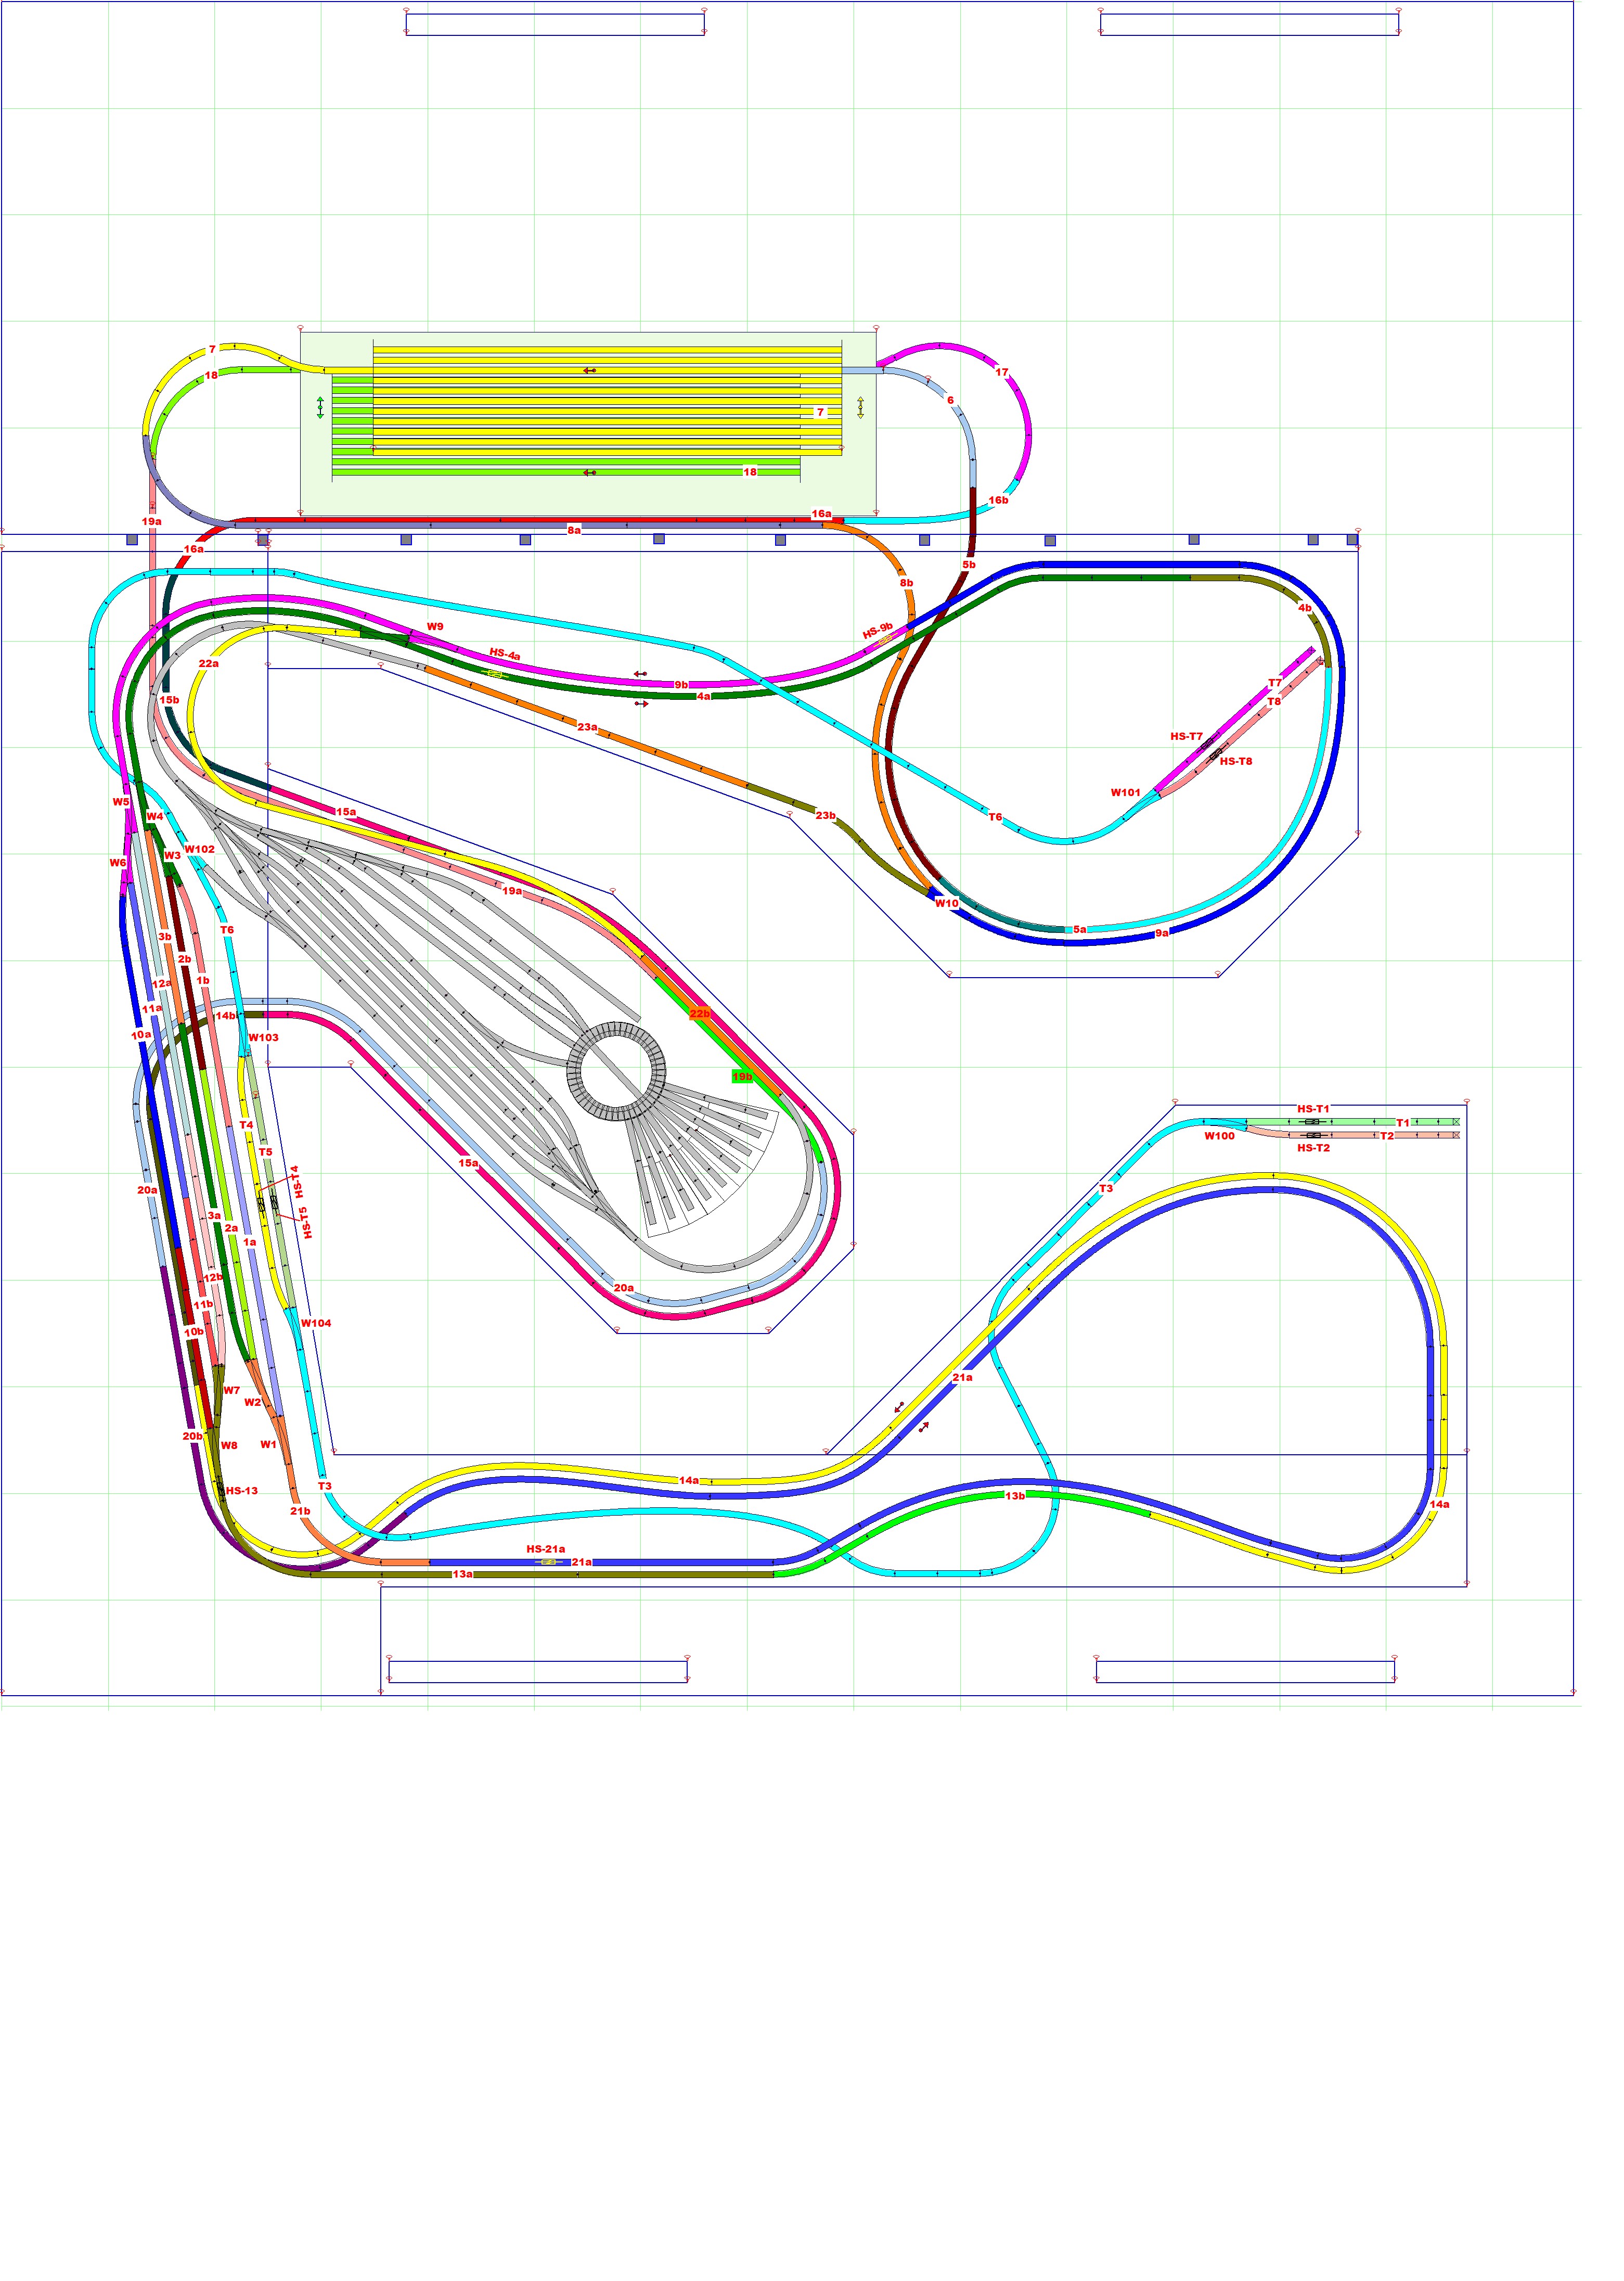 7
17
18
6
7
18
16b
16a
19a
8a
16a
5b
8b
4b
W9
HS-9b
HS-4a
22a
9b
T7
4a
15b
T8
23a
HS-T7
HS-T8
W101
W5
15a
23b
W4
T6
W102
W3
W6
19a
W10
T6
5a
9a
3b
2b
1b
12a
11a
14b
22b
10a
W103
19b
HS-T1
T1
T4
W100
T2
HS-T2
T5
15a
HS-T4
20a
T3
3a
HS-T5
2a
1a
12b
20a
11b
W104
10b
21a
W7
W2
20b
W8
W1
14a
T3
HS-13
13b
14a
21b
HS-21a
21a
13a